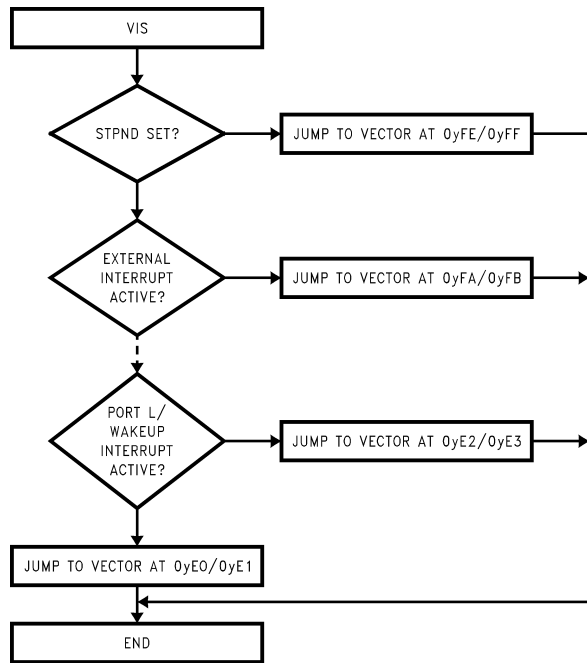 VIS
STPND SET?
JUMP TO VECTOR AT 0yFE/0yFF
EXTERNAL
INTERRUPT
ACTIVE?
JUMP TO VECTOR AT 0yFA/0yFB
PORT L/
WAKEUP
INTERRUPT
ACTIVE?
JUMP TO VECTOR AT 0yE2/0yE3
JUMP TO VECTOR AT 0yE0/0yE1
END